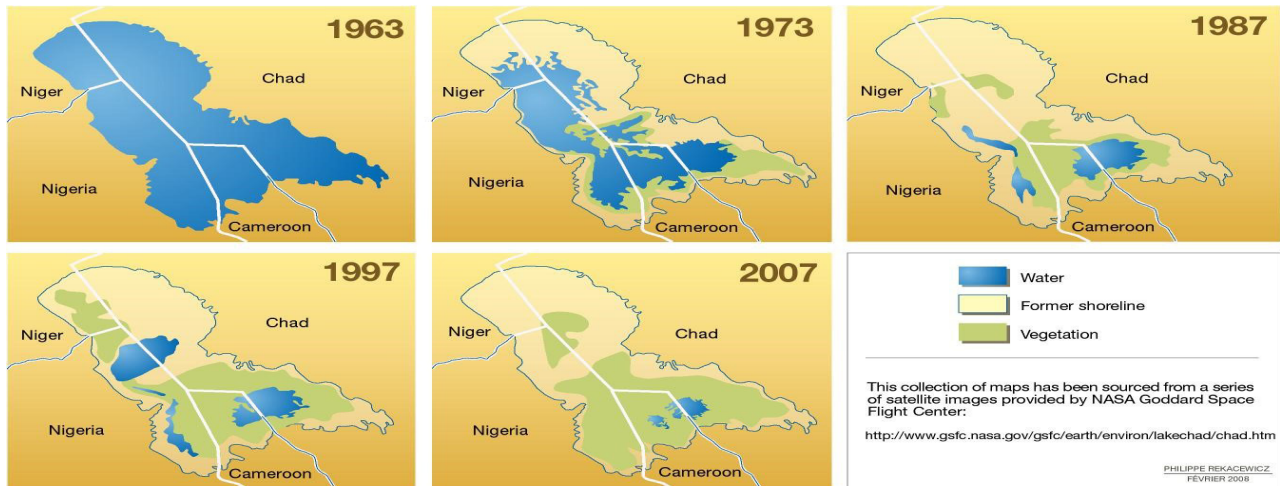 1963
Chad
Niger
Nigeria
Cameroon
1973
Chad
Niger
Nigeria
Cameroon
1987
Chad
Niger
Nigeria
Cameroon
1997
Chad
Niger
Nigeria
Cameroon
2007
Chad
Niger
Nigeria
Cameroon
Water
Former shoreline
Vegetation
This collection of maps has been sourced from a series
of satellite images provided by NASA Goddard Space
Flight Center:
http://www.gsfc.nasa.gov/gsfc/earth/environ/lakechad/chad.htm
PHILIPPE REKACEWICZ
FÉVRIER 2008